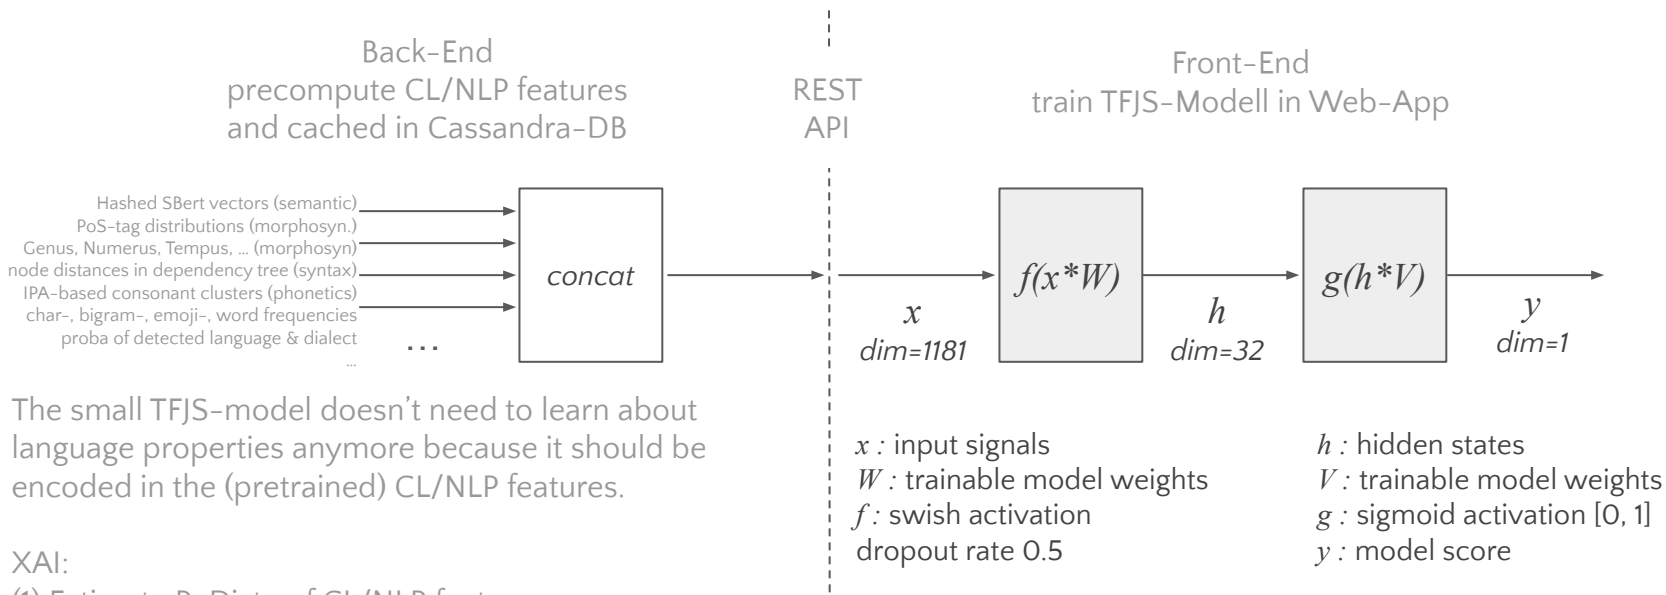 Back-End
precompute CL/NLP features
and cached in Cassandra-DB
REST
API
Front-End
train TFJS-Modell in Web-App
Hashed SBert vectors (semantic)
PoS-tag distributions (morphosyn.)
Genus, Numerus, Tempus, ... (morphosyn)
node distances in dependency tree (syntax)
IPA-based consonant clusters (phonetics)
char-, bigram-, emoji-, word frequencies
proba of detected language & dialect
...
...
concat
x
dim=1181
f(x*W)
h
dim=32
g(h*V)
y
dim=1
The small TFJS-model doesn't need to learn about
language properties anymore because it should be
encoded in the (pretrained) CL/NLP features.
XAI:
x : input signals
W : trainable model weights
f : swish activation
dropout rate 0.5
h : hidden states
V : trainable model weights
g : sigmoid activation [0, 1]
y : model score